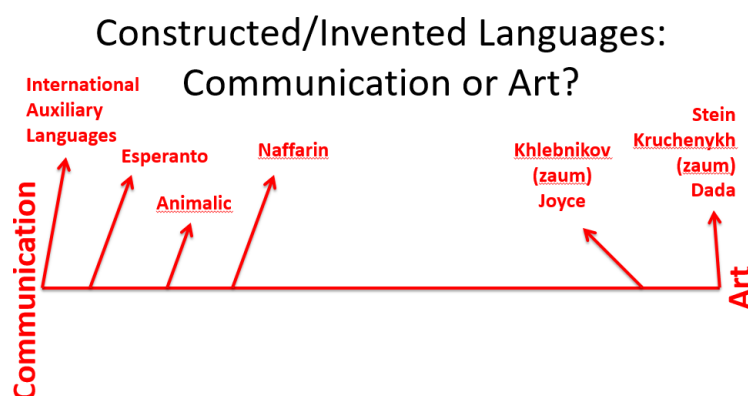 Constructed/Invented Languages:
Communication or Art?
International
Auxiliary
Languages
Esperanto
Animalic
Naffarin
Khlebnikov
(zaum)
Joyce
Stein
Kruchenykh
(zaum)
Dada
Communication
Art